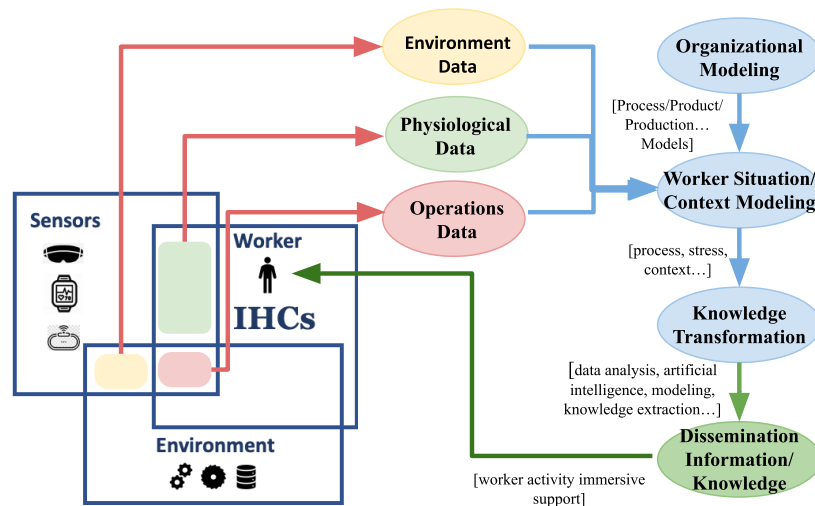 Environment
Data
Organizational
Modeling
[Process/Product/
Production…
Models]
Physiological
Data
Worker Situation/
Context Modeling
Operations
Data
Sensors
Worker
IHCs
[process, stress,
context…]
Knowledge
Transformation
[data analysis, artificial
intelligence, modeling,
knowledge extraction…]
Environment
Dissemination
Information/
Knowledge
[worker activity immersive
support]